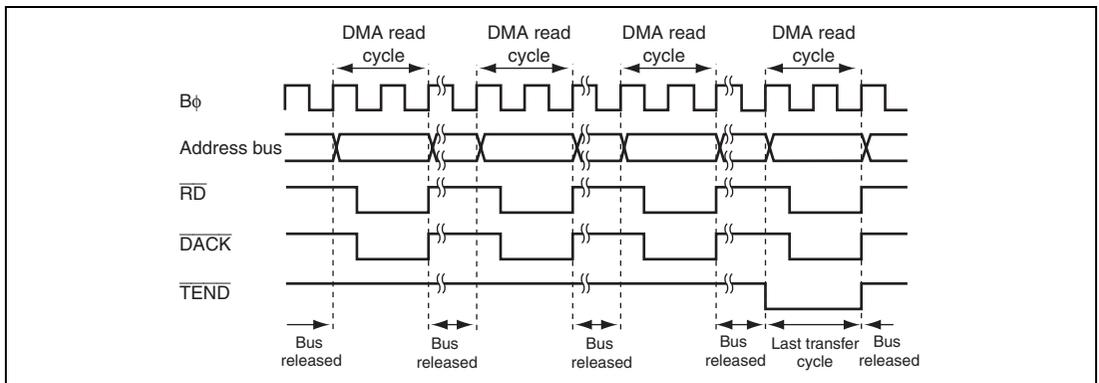 DMA read
cycle
DMA read
cycle
DMA read
cycle
DMA read
cycle
Bϕ
Address bus
RD
DACK
TEND
Bus
released
Bus
released
Bus
released
Bus
released
Last transfer
cycle
Bus
released